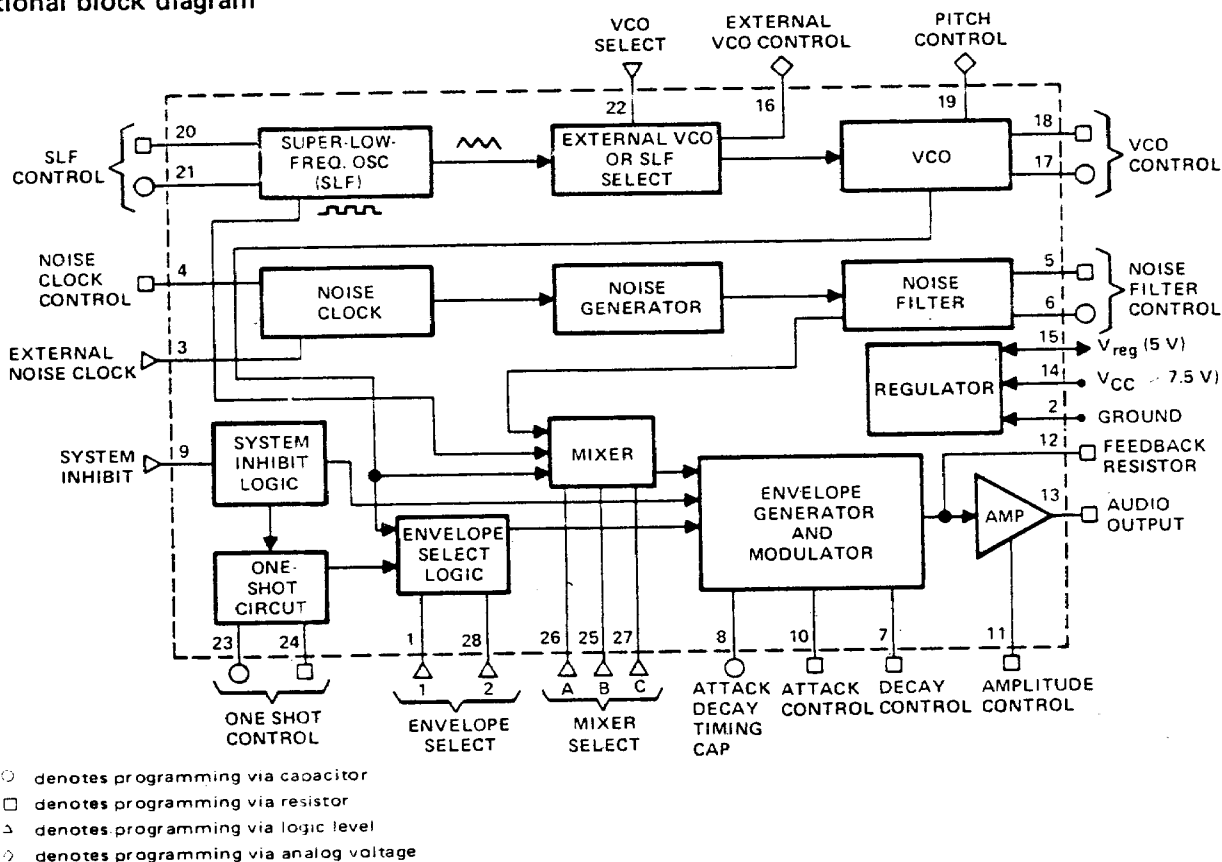 tional block diagram
VCO
SELECT
EXTERNAL
VCO CONTROL
PITCH
CONTROL
22
16
19
20
21
SLF
CONTROL
SUPER-LOW-
FREQ. OSC
(SLF)
EXTERNAL VCO
OR SLF
SELECT
VCO
18
17
VCO
CONTROL
NOISE
CLOCK
CONTROL
4
NOISE
CLOCK
NOISE
GENERATOR
NOISE
FILTER
5
6
NOISE
FILTER
CONTROL
EXTERNAL
NOISE CLOCK
3
REGULATOR
15
Vreg (5 V)
14
VCC 7.5 V)
2
GROUND
SYSTEM
INHIBIT
9
SYSTEM
INHIBIT
LOGIC
MIXER
12
FEEDBACK
RESISTOR
ENVELOPE
GENERATOR
AND
MODULATOR
AMP
13
AUDIO
OUTPUT
ENVELOPE
SELECT
LOGIC
ONE-
SHOT
CIRCUT
23
24
1
28
26
25
27
8
10
7
11
1
2
A
B
C
ONE SHOT
CONTROL
ENVELOPE
SELECT
MIXER
SELECT
ATTACK
DECAY
TIMING
CAP
ATTACK
CONTROL
DECAY
CONTROL
AMPLITUDE
CONTROL
denotes programming via capacitor
denotes programming via resistor
denotes programming via logic level
denotes programming via analog voltage